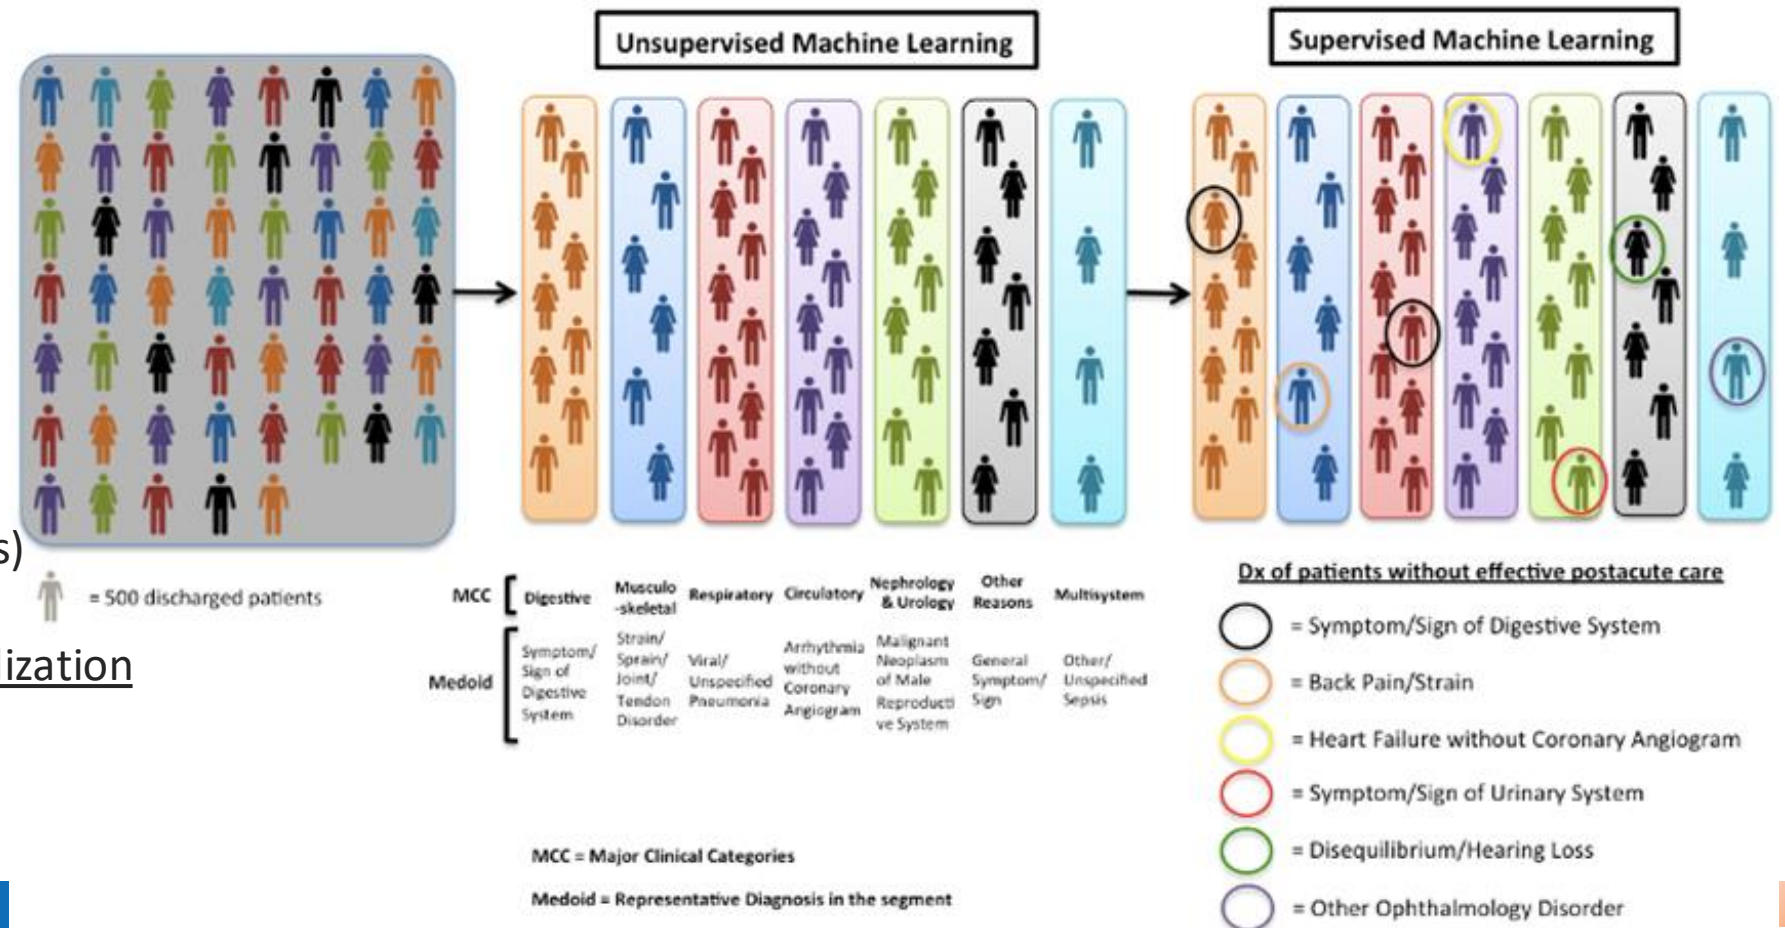 Unsupervised Machine Learning
Supervised Machine Learning
s)
= 500 discharged patients
lization
MCC
Digestive
Musculo
-skeletal
Respiratory
Circulatory
Nephrology
& Urology
Other
Reasons
Multisystem
Medoid
Symptom/
Sign of
Digestive
System
Strain/
Sprain/
Joint/
Tendon
Disorder
Viral/
Unspecified
Pneumonia
Arrhythmia
without
Coronary
Angiogram
Malignant
Neoplasm
of Male
Reproducti
ve System
General
Symptom/
Sign
Other/
Unspecified
Sepsis
MCC = Major Clinical Categories
Medoid = Representative Diagnosis in the segment
Dx of patients without effective postacute care
= Symptom/Sign of Digestive System
= Back Pain/Strain
= Heart Failure without Coronary Angiogram
= Symptom/Sign of Urinary System
= Disequilibrium/Hearing Loss
= Other Ophthalmology Disorder